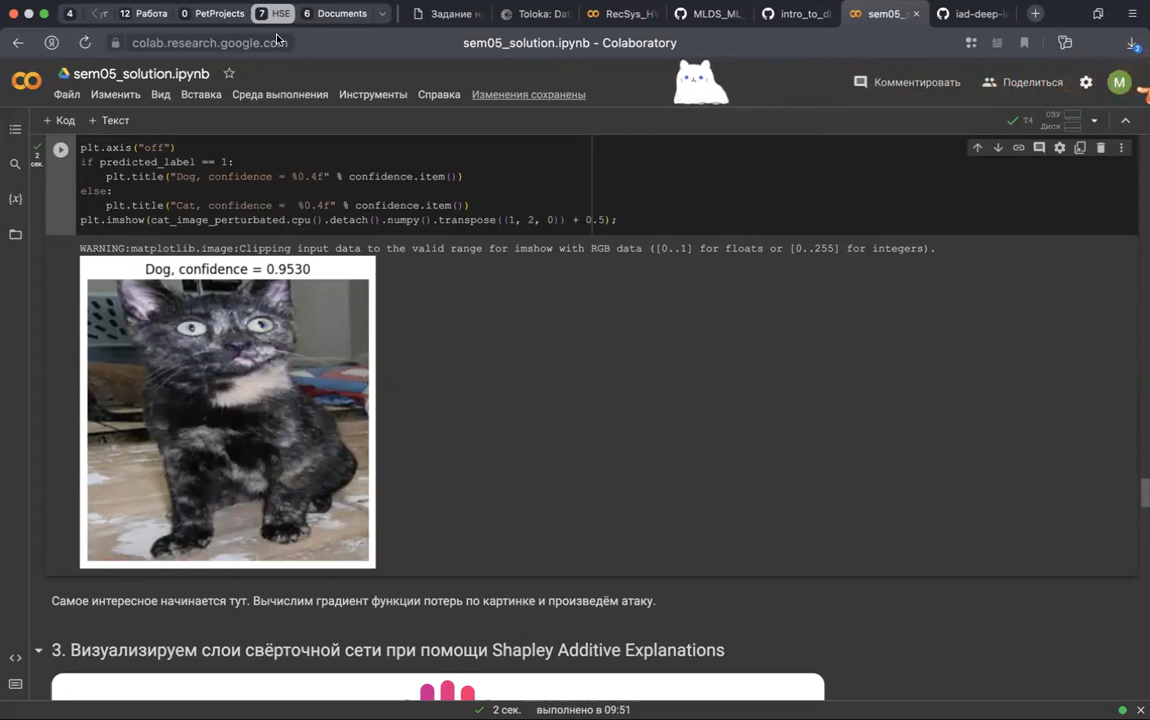 4 Куг 12 Работа 0 PetProjects 7 HSE 6 Documents Задание н Toloka: Da RecSys_H MLDS_ML_ intro_to_d sem05_s iad-deep-l
colab.research.google.com sem05_solution.ipynb - Colaboratory
sem05_solution.ipynb
Комментировать Поделиться M
Файл Изменить Вид Вставка Среда выполнения Инструменты Справка Изменения сохранены
+ Код + Текст T4 ОЗУ
Диск
2
сек.
plt.axis("off")
if predicted_label == 1:
plt.title("Dog, confidence = %0.4f" % confidence.item())
else:
plt.title("Cat, confidence =  %0.4f" % confidence.item())
plt.imshow(cat_image_perturbated.cpu().detach().numpy().transpose((1, 2, 0)) + 0.5);
WARNING:matplotlib.image:Clipping input data to the valid range for imshow with RGB data ([0..1] for floats or [0..255] for integers).
Dog, confidence = 0.9530
Самое интересное начинается тут. Вычислим градиент функции потерь по картинке и произведём атаку.
3. Визуализируем слои свёрточной сети при помощи Shapley Additive Explanations
2 сек. выполнено в 09:51